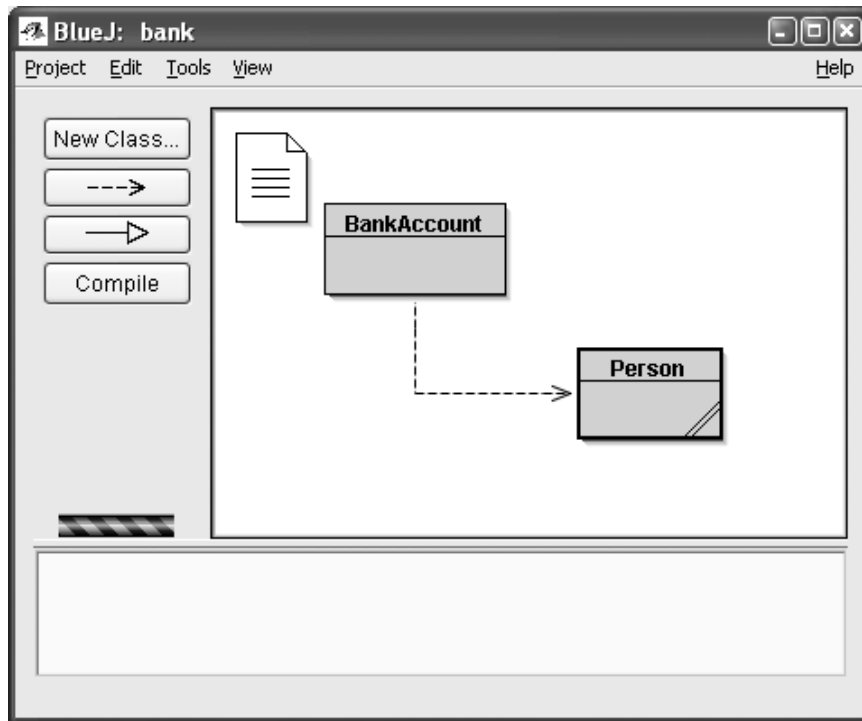 BlueJ: bank
Project Edit Tools View Help
New Class...
Compile
BankAccount
Person